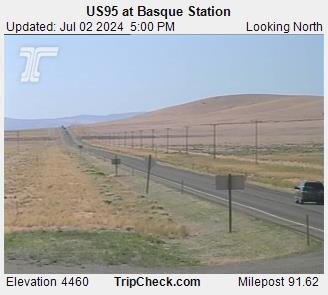 US95 at Basque Station
Updated: Jul 02 2024 5:00 PM Looking North
Elevation 4460 TripCheck.com Milepost 91.62